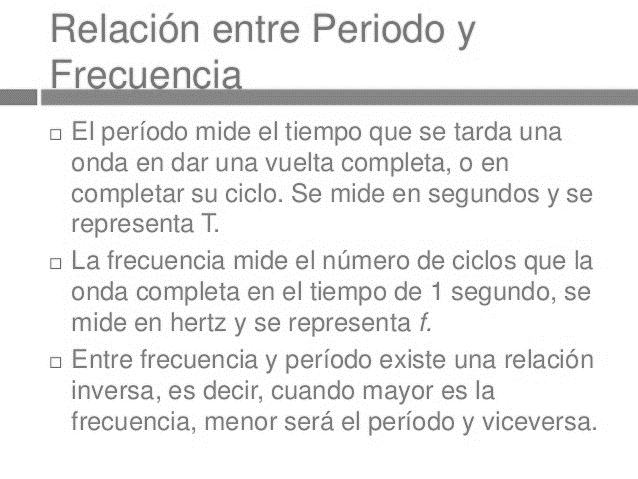 Relación entre Periodo y
Frecuencia
El período mide el tiempo que se tarda una
onda en dar una vuelta completa, o en
completar su ciclo. Se mide en segundos y se
representa T.
La frecuencia mide el número de ciclos que la
onda completa en el tiempo de 1 segundo, se
mide en hertz y se representa f.
Entre frecuencia y período existe una relación
inversa, es decir, cuando mayor es la
frecuencia, menor será el período y viceversa.